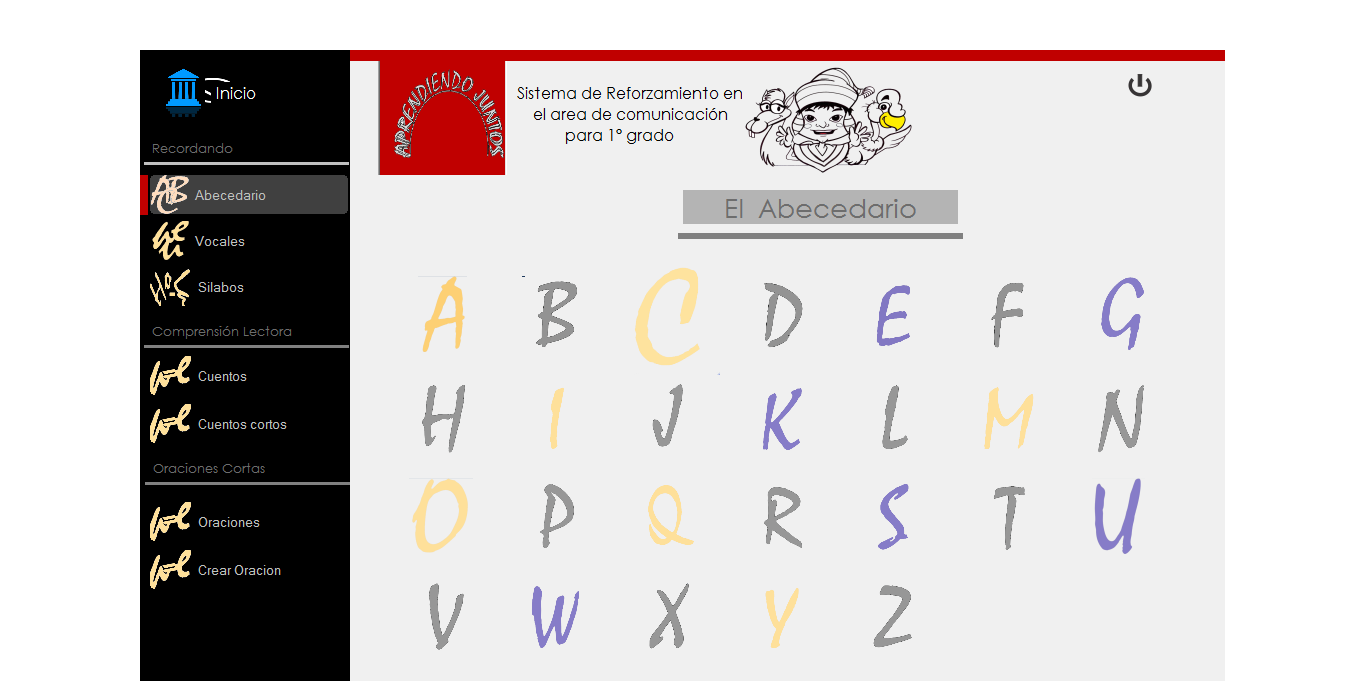 Inicio
Recordando
Abecedario
Vocales
Silabos
Comprensión Lectora
Cuentos
Cuentos cortos
Oraciones Cortas
Oraciones
Crear Oracion
APRENDIENDO JUNTOS
Sistema de Reforzamiento en
el area de comunicación
para 1° grado
El Abecedario
A B C D E F G
H I J K L M N
O P Q R S T U
V W X Y Z